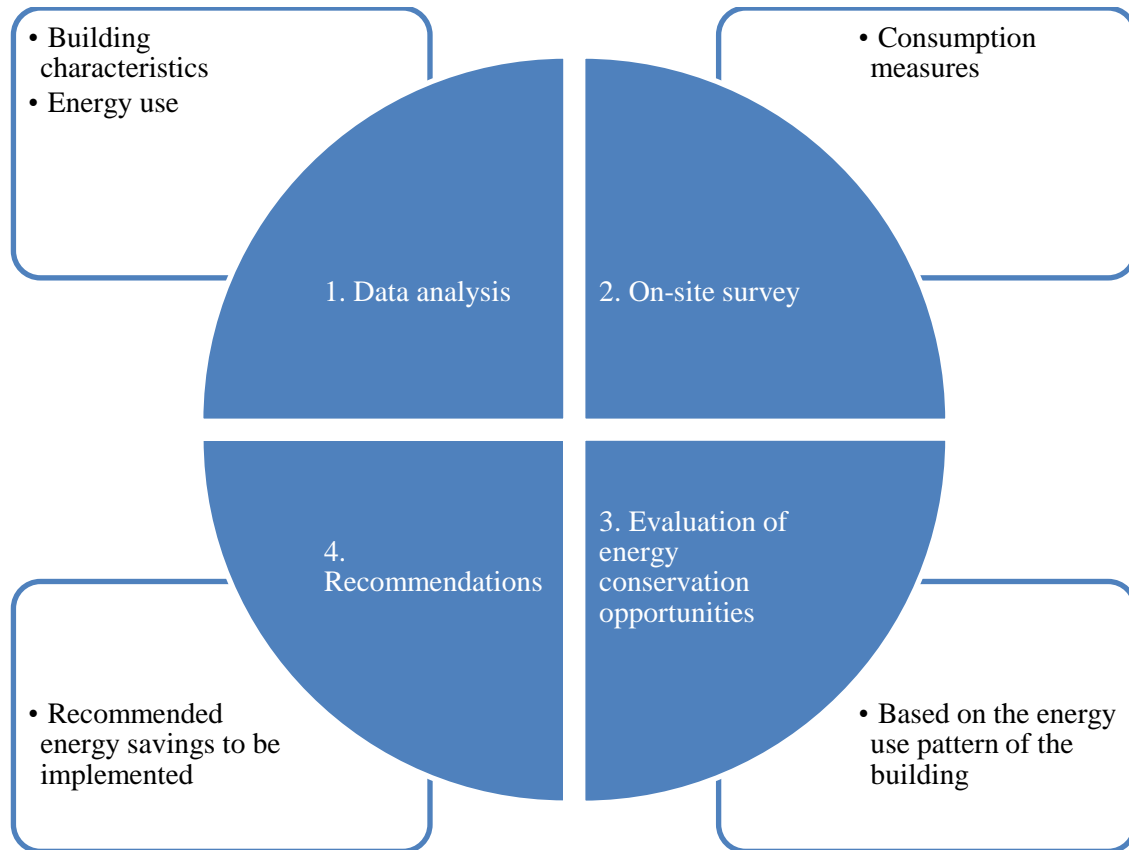 • Building
characteristics
• Energy use
• Consumption
measures
1. Data analysis
2. On-site survey
4.
Recommendations
3. Evaluation of
energy
conservation
opportunities
• Recommended
energy savings to be
implemented
• Based on the energy
use pattern of the
building